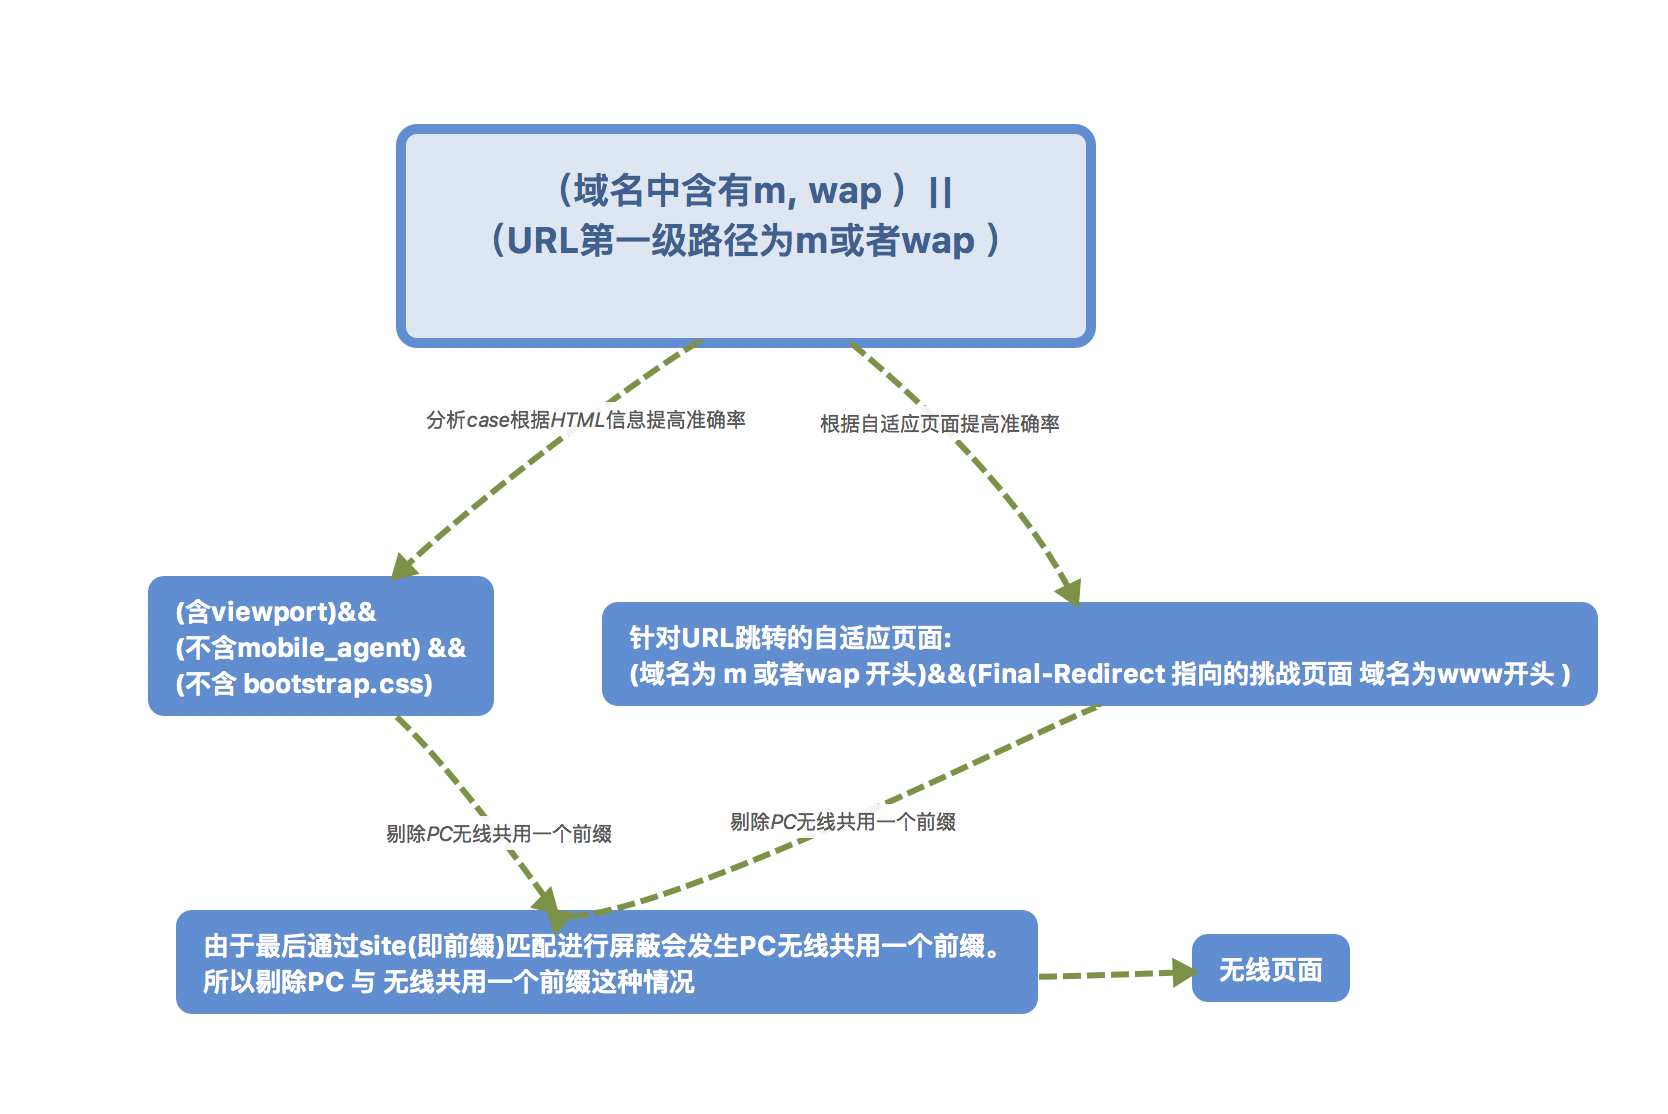 （域名中含有m, wap ）||
（URL第一级路径为m或者wap ）
分析case根据HTML信息提高准确率
根据自适应页面提高准确率
(含viewport)&&
(不含mobile_agent) &&
(不含 bootstrap.css)
针对URL跳转的自适应页面:
(域名为 m 或者wap 开头)&&(Final-Redirect 指向的挑战页面 域名为www开头 )
剔除PC无线共用一个前缀
剔除PC无线共用一个前缀
由于最后通过site(即前缀)匹配进行屏蔽会发生PC无线共用一个前缀。
所以剔除PC 与 无线共用一个前缀这种情况
无线页面